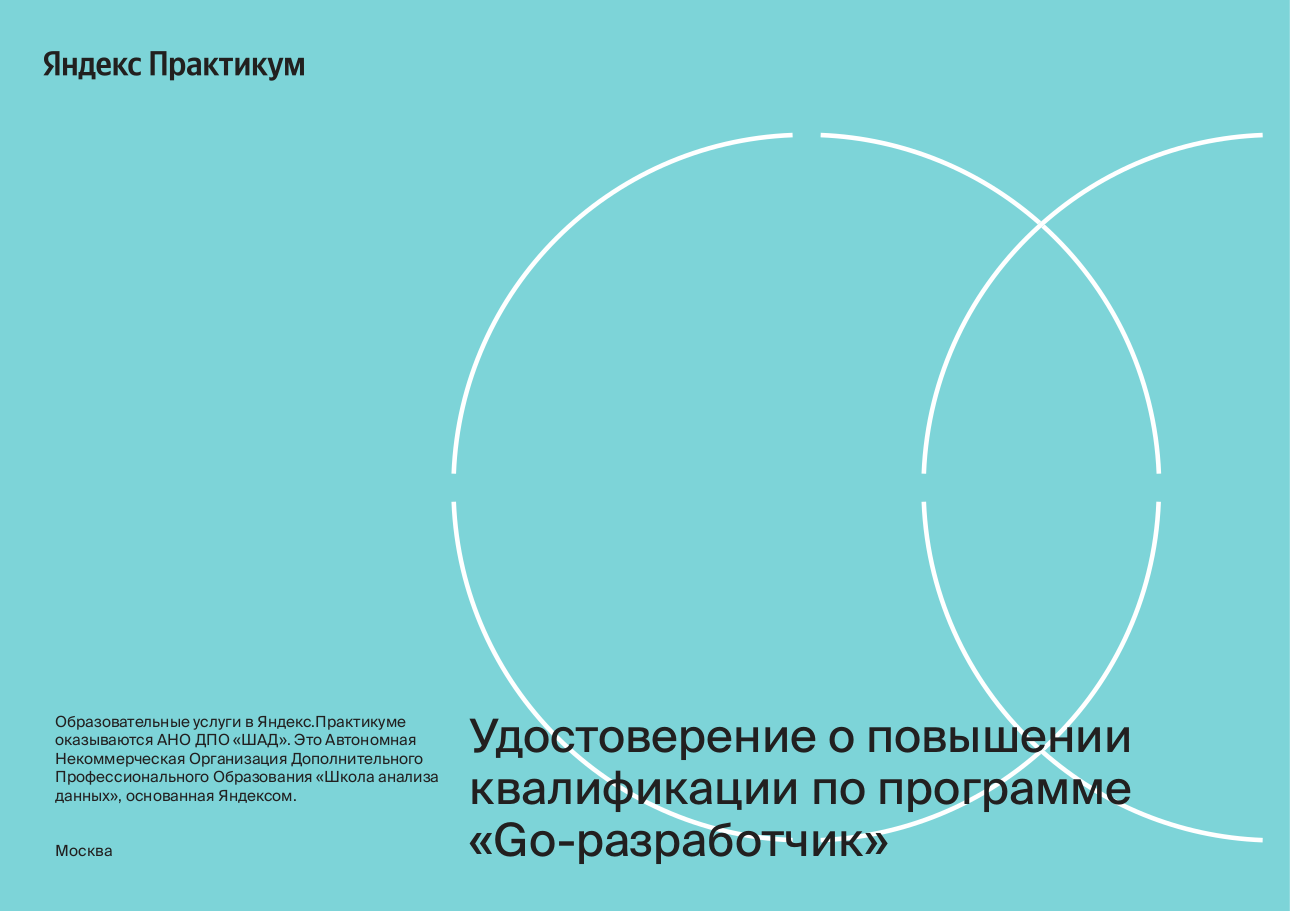 Яндекс Практикум
Образовательные услуги в Яндекс.Практикуме
оказываются АНО ДПО «ШАД». Это Автономная
Некоммерческая Организация Дополнительного
Профессионального Образования «Школа анализа
данных», основанная Яндексом.
Москва
Удостоверение о повышении
квалификации по программе
«Go-разработчик»